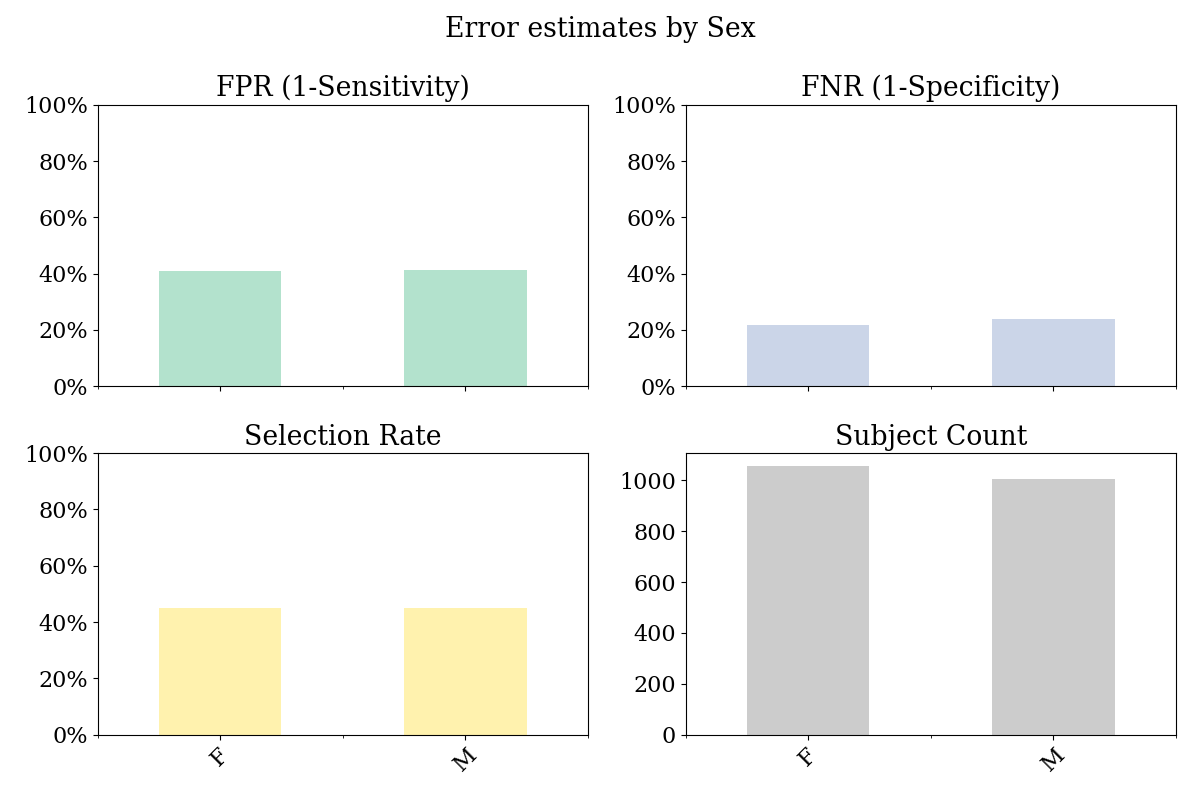 Error estimates by Sex
FPR (1-Sensitivity)
100%
80%
60%
40%
20%
0%
FNR (1-Specificity)
100%
80%
60%
40%
20%
0%
Selection Rate
100%
80%
60%
40%
20%
0%
F
M
Subject Count
1000
800
600
400
200
0
F
M